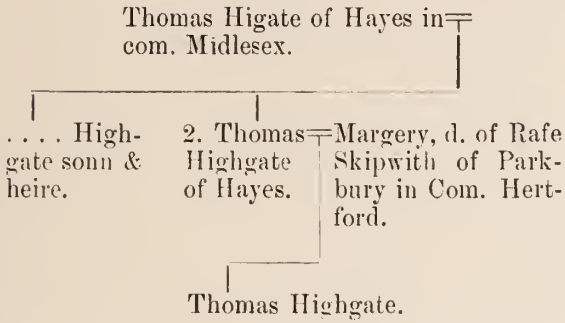 Thomas Higate of Hayes in=
com. Midlesex.
. . . . High-
gate sonn &
heire.
2. Thomas=
Highgate
of Hayes.
Margery, d. of Rafe
Skipwith of Park-
bury in Com. Hert-
ford.
Thomas Highgate.